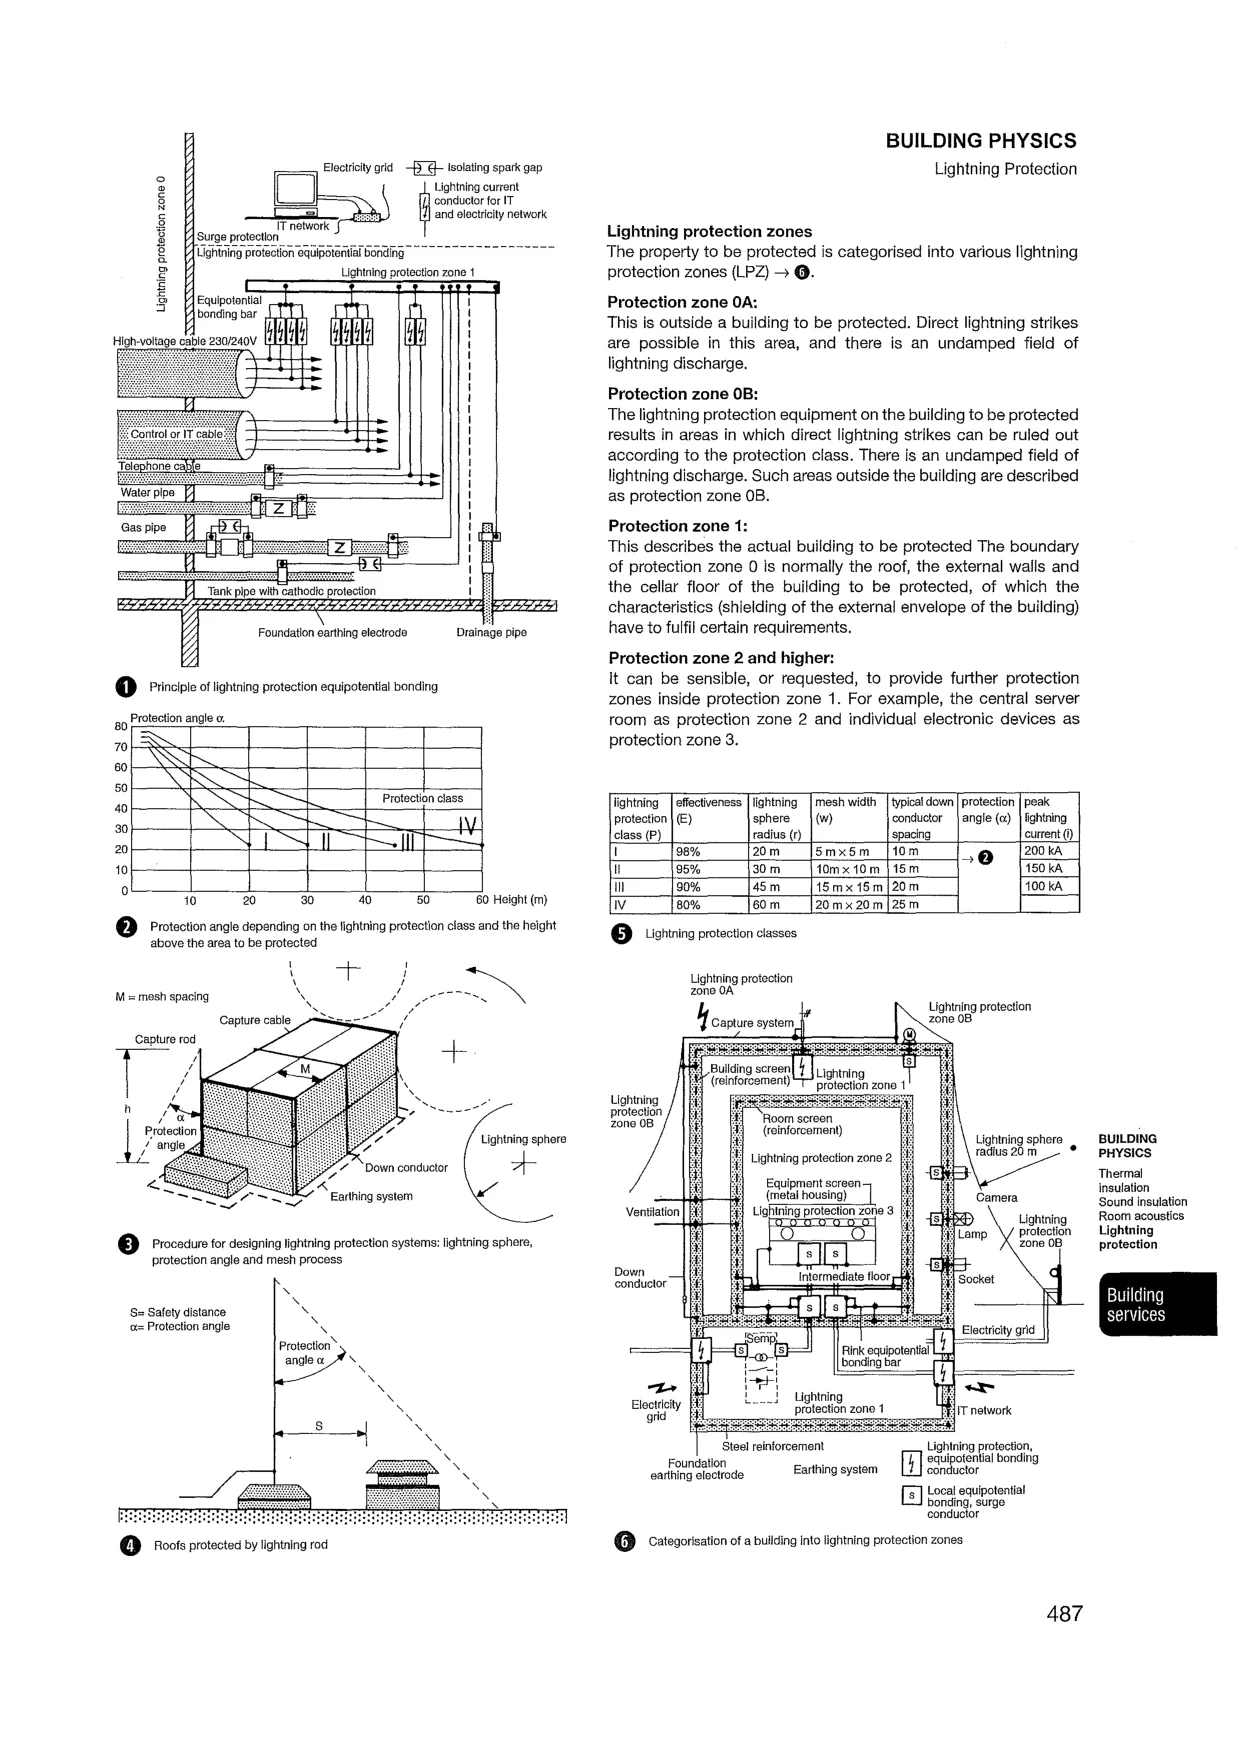 BUILDING PHYSICS
Lightning Protection
Lightning protection zone 0
Electricity grid
Isolating spark gap
Lightning current
conductor for IT
and electricity network
IT network
Surge protection
Lightning protection equipotential bonding
Lightning protection zone 1
Equipotential
bonding bar
High-voltage cable 230/240V
Control or IT cable
Telephone cable
Water pipe
Z
Gas pipe
Z
Tank pipe with cathodic protection
Foundation earthing electrode
Drainage pipe
1 Principle of lightning protection equipotential bonding
Protection angle α
80
70
60
50
40
30
20
10
0
Protection class
I
II
III
IV
10
20
30
40
50
60 Height (m)
2 Protection angle depending on the lightning protection class and the height
above the area to be protected
M = mesh spacing
Capture cable
Capture rod
M
h
α
Protection
angle
Lightning sphere
Down conductor
Earthing system
3 Procedure for designing lightning protection systems: lightning sphere,
protection angle and mesh process
S= Safety distance
α= Protection angle
Protection
angle α
S
4 Roofs protected by lightning rod
Lightning protection zones
The property to be protected is categorised into various lightning
protection zones (LPZ) → 6.
Protection zone 0A:
This is outside a building to be protected. Direct lightning strikes
are possible in this area, and there is an undamped field of
lightning discharge.
Protection zone 0B:
The lightning protection equipment on the building to be protected
results in areas in which direct lightning strikes can be ruled out
according to the protection class. There is an undamped field of
lightning discharge. Such areas outside the building are described
as protection zone 0B.
Protection zone 1:
This describes the actual building to be protected The boundary
of protection zone 0 is normally the roof, the external walls and
the cellar floor of the building to be protected, of which the
characteristics (shielding of the external envelope of the building)
have to fulfil certain requirements.
Protection zone 2 and higher:
It can be sensible, or requested, to provide further protection
zones inside protection zone 1. For example, the central server
room as protection zone 2 and individual electronic devices as
protection zone 3.
lightning effectiveness lightning mesh width typical down protection peak
protection (E) sphere (w) conductor angle (α) lightning
class (P) radius (r) spacing current (i)
I 98% 20 m 5 m x 5 m 10 m → 2 200 kA
II 95% 30 m 10m x 10 m 15 m 150 kA
III 90% 45 m 15 m x 15 m 20 m 100 kA
IV 80% 60 m 20 m x 20 m 25 m
5 Lightning protection classes
Lightning protection
zone 0A
Capture system
Lightning protection
zone 0B
M
S
Building screen
(reinforcement)
Lightning
protection zone 1
Lightning
protection
zone 0B
Room screen
(reinforcement)
Lightning protection zone 2
Lightning sphere
radius 20 m
Equipment screen
(metal housing)
S
Camera
Ventilation
Lightning protection zone 3
S
Lamp
Lightning
protection
zone 0B
S S
S
Socket
Down
conductor
Intermediate floor
S S
Electricity grid
Semp
S S
Rink equipotential
bonding bar
Electricity
grid
Lightning
protection zone 1
IT network
Steel reinforcement
Foundation
earthing electrode
Earthing system
Lightning protection,
equipotential bonding
conductor
S Local equipotential
bonding, surge
conductor
6 Categorisation of a building into lightning protection zones
BUILDING
PHYSICS
Thermal
insulation
Sound insulation
Room acoustics
Lightning
protection
Building
services
487